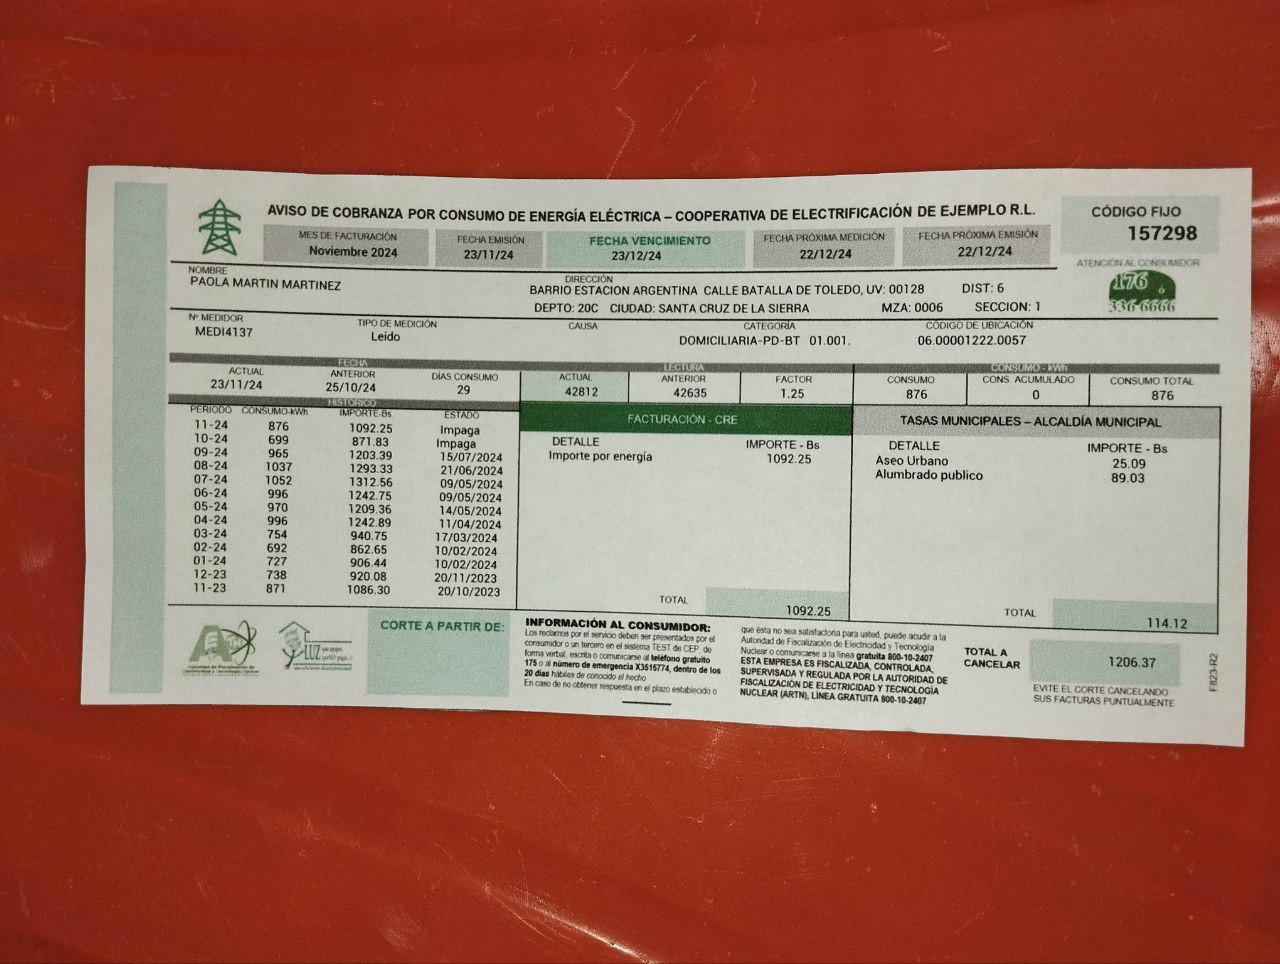 AVISO DE COBRANZA POR CONSUMO DE ENERGÍA ELÉCTRICA – COOPERATIVA DE ELECTRIFICACIÓN DE EJEMPLO R.L.
CÓDIGO FIJO
157298
MES DE FACTURACIÓN
Noviembre 2024
FECHA EMISIÓN
23/11/24
FECHA VENCIMIENTO
23/12/24
FECHA PRÓXIMA MEDICIÓN
22/12/24
FECHA PRÓXIMA EMISIÓN
22/12/24
ATENCIÓN AL CONSUMIDOR
176 ó
336-6666
NOMBRE
PAOLA MARTIN MARTINEZ
DIRECCIÓN
BARRIO ESTACION ARGENTINA CALLE BATALLA DE TOLEDO, UV: 00128 DIST: 6
DEPTO: 20C CIUDAD: SANTA CRUZ DE LA SIERRA MZA: 0006 SECCION: 1
Nº MEDIDOR
MEDI4137
TIPO DE MEDICIÓN
Leído
CAUSA
CATEGORÍA
DOMICILIARIA-PD-BT 01.001.
CÓDIGO DE UBICACIÓN
06.00001222.0057
FECHA
ACTUAL ANTERIOR DÍAS CONSUMO
23/11/24 25/10/24 29
LECTURA
ACTUAL ANTERIOR FACTOR
42812 42635 1.25
CONSUMO - kWh
CONSUMO CONS. ACUMULADO CONSUMO TOTAL
876 0 876
HISTÓRICO
PERIODO CONSUMO-kWh IMPORTE-Bs ESTADO
11-24 876 1092.25 Impaga
10-24 699 871.83 Impaga
09-24 965 1203.39 15/07/2024
08-24 1037 1293.33 21/06/2024
07-24 1052 1312.56 09/05/2024
06-24 996 1242.75 09/05/2024
05-24 970 1209.36 14/05/2024
04-24 996 1242.89 11/04/2024
03-24 754 940.75 17/03/2024
02-24 692 862.65 10/02/2024
01-24 727 906.44 10/02/2024
12-23 738 920.08 20/11/2023
11-23 871 1086.30 20/10/2023
FACTURACIÓN - CRE
DETALLE IMPORTE - Bs
Importe por energía 1092.25
TOTAL 1092.25
TASAS MUNICIPALES – ALCALDÍA MUNICIPAL
DETALLE IMPORTE - Bs
Aseo Urbano 25.09
Alumbrado publico 89.03
TOTAL 114.12
LUZ
CORTE A PARTIR DE:
INFORMACIÓN AL CONSUMIDOR:
Los reclamos por el servicio deben ser presentados por el
consumidor o un tercero en el sistema TEST de CEP, de
forma verbal, escrita o comunicarse al teléfono gratuito
175 o al número de emergencia X3515774, dentro de los
20 días hábiles de conocido el hecho
En caso de no obtener respuesta en el plazo establecido o
que ésta no sea satisfactoria para usted, puede acudir a la
Autoridad de Fiscalización de Electricidad y Tecnología
Nuclear o comunicarse a la línea gratuita 800-10-2407
ESTA EMPRESA ES FISCALIZADA, CONTROLADA,
SUPERVISADA Y REGULADA POR LA AUTORIDAD DE
FISCALIZACIÓN DE ELECTRICIDAD Y TECNOLOGÍA
NUCLEAR (ARTN), LÍNEA GRATUITA 800-10-2407
TOTAL A
CANCELAR
1206.37
EVITE EL CORTE CANCELANDO
SUS FACTURAS PUNTUALMENTE
F823-R2